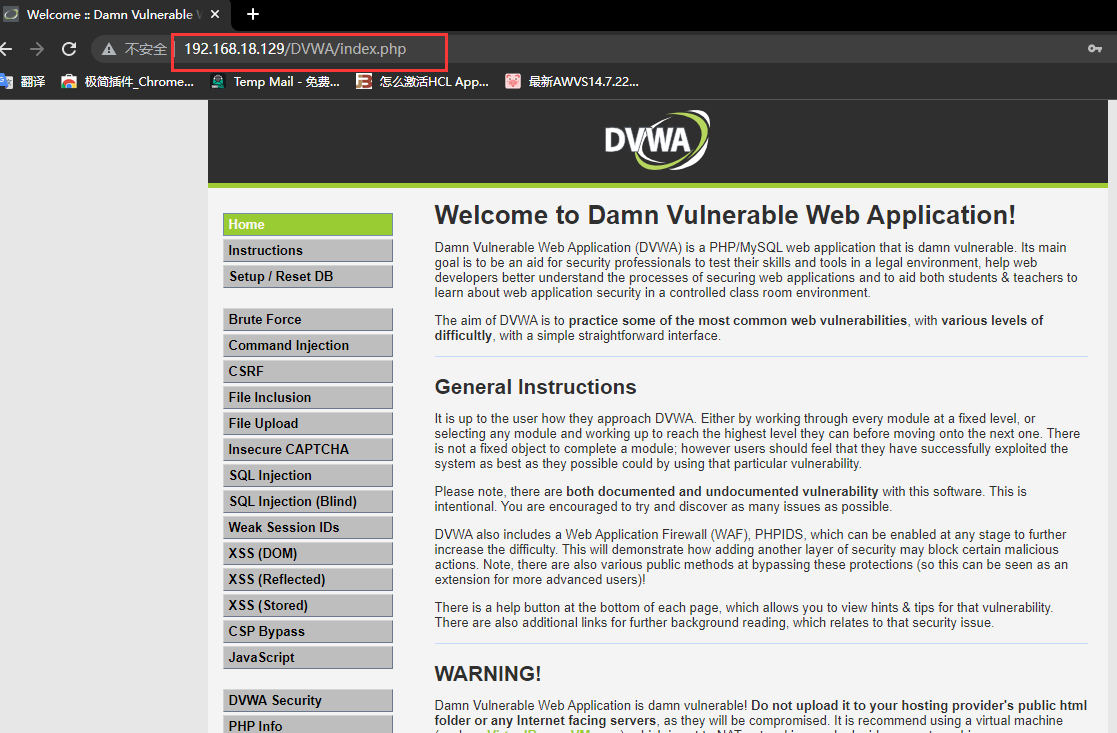 Welcome :: Damn Vulnerable
不安全 192.168.18.129/DVWA/index.php
翻译 极简插件_Chrome... Temp Mail - 免费... 怎么激活HCL App... 最新AWVS14.7.22...
DVWA
Home
Instructions
Setup / Reset DB
Brute Force
Command Injection
CSRF
File Inclusion
File Upload
Insecure CAPTCHA
SQL Injection
SQL Injection (Blind)
Weak Session IDs
XSS (DOM)
XSS (Reflected)
XSS (Stored)
CSP Bypass
JavaScript
DVWA Security
PHP Info
Welcome to Damn Vulnerable Web Application!
Damn Vulnerable Web Application (DVWA) is a PHP/MySQL web application that is damn vulnerable. Its main
goal is to be an aid for security professionals to test their skills and tools in a legal environment, help web
developers better understand the processes of securing web applications and to aid both students & teachers to
learn about web application security in a controlled class room environment.
The aim of DVWA is to practice some of the most common web vulnerabilities, with various levels of
difficultly, with a simple straightforward interface.
General Instructions
It is up to the user how they approach DVWA. Either by working through every module at a fixed level, or
selecting any module and working up to reach the highest level they can before moving onto the next one. There
is not a fixed object to complete a module; however users should feel that they have successfully exploited the
system as best as they possible could by using that particular vulnerability.
Please note, there are both documented and undocumented vulnerability with this software. This is
intentional. You are encouraged to try and discover as many issues as possible.
DVWA also includes a Web Application Firewall (WAF), PHPIDS, which can be enabled at any stage to further
increase the difficulty. This will demonstrate how adding another layer of security may block certain malicious
actions. Note, there are also various public methods at bypassing these protections (so this can be seen as an
extension for more advanced users)!
There is a help button at the bottom of each page, which allows you to view hints & tips for that vulnerability.
There are also additional links for further background reading, which relates to that security issue.
WARNING!
Damn Vulnerable Web Application is damn vulnerable! Do not upload it to your hosting provider's public html
folder or any Internet facing servers, as they will be compromised. It is recommend using a virtual machine